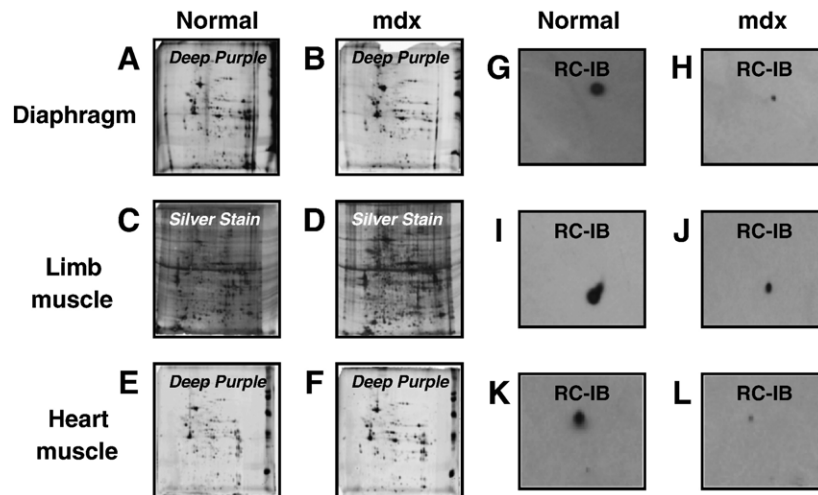 Normal mdx Normal mdx
A Deep Purple B Deep Purple G RC-IB H RC-IB
Diaphragm
C Silver Stain D Silver Stain I RC-IB J RC-IB
Limb
muscle
E Deep Purple F Deep Purple K RC-IB L RC-IB
Heart
muscle